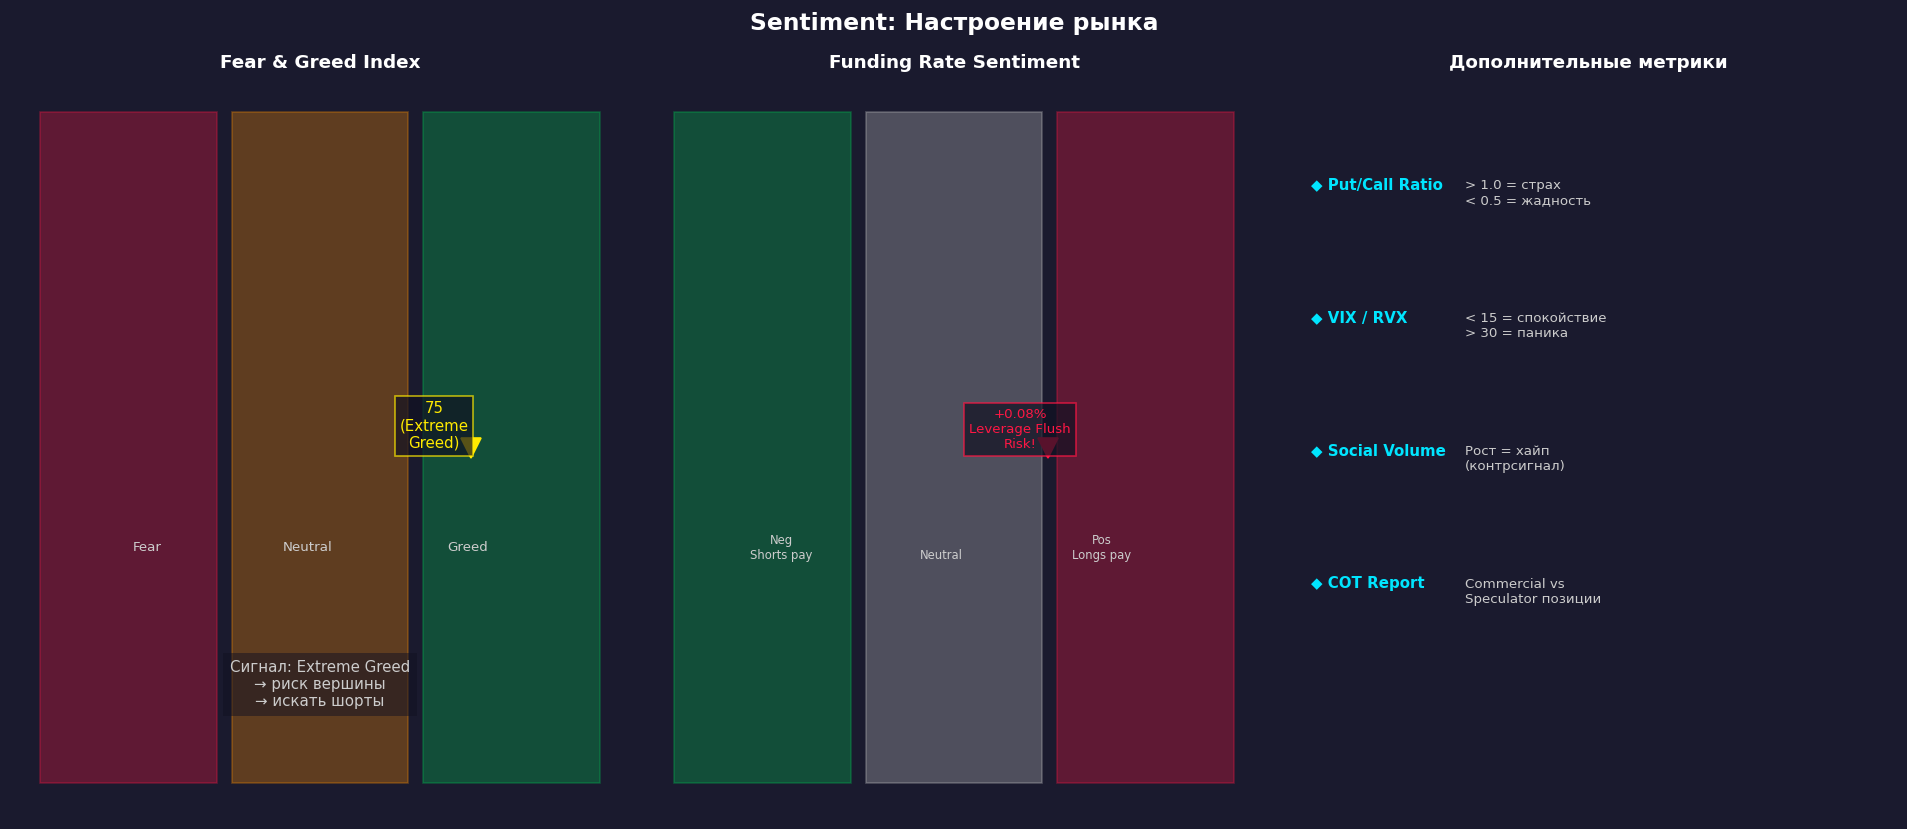 Sentiment: Настроение рынка
Fear & Greed Index
75
(Extreme
Greed)
Fear
Neutral
Greed
Сигнал: Extreme Greed
→ риск вершины
→ искать шорты
Funding Rate Sentiment
+0.08%
Leverage Flush
Risk!
Neg
Shorts pay
Neutral
Pos
Longs pay
Дополнительные метрики
◆ Put/Call Ratio
> 1.0 = страх
< 0.5 = жадность
◆ VIX / RVX
< 15 = спокойствие
> 30 = паника
◆ Social Volume
Рост = хайп
(контрсигнал)
◆ COT Report
Commercial vs
Speculator позиции